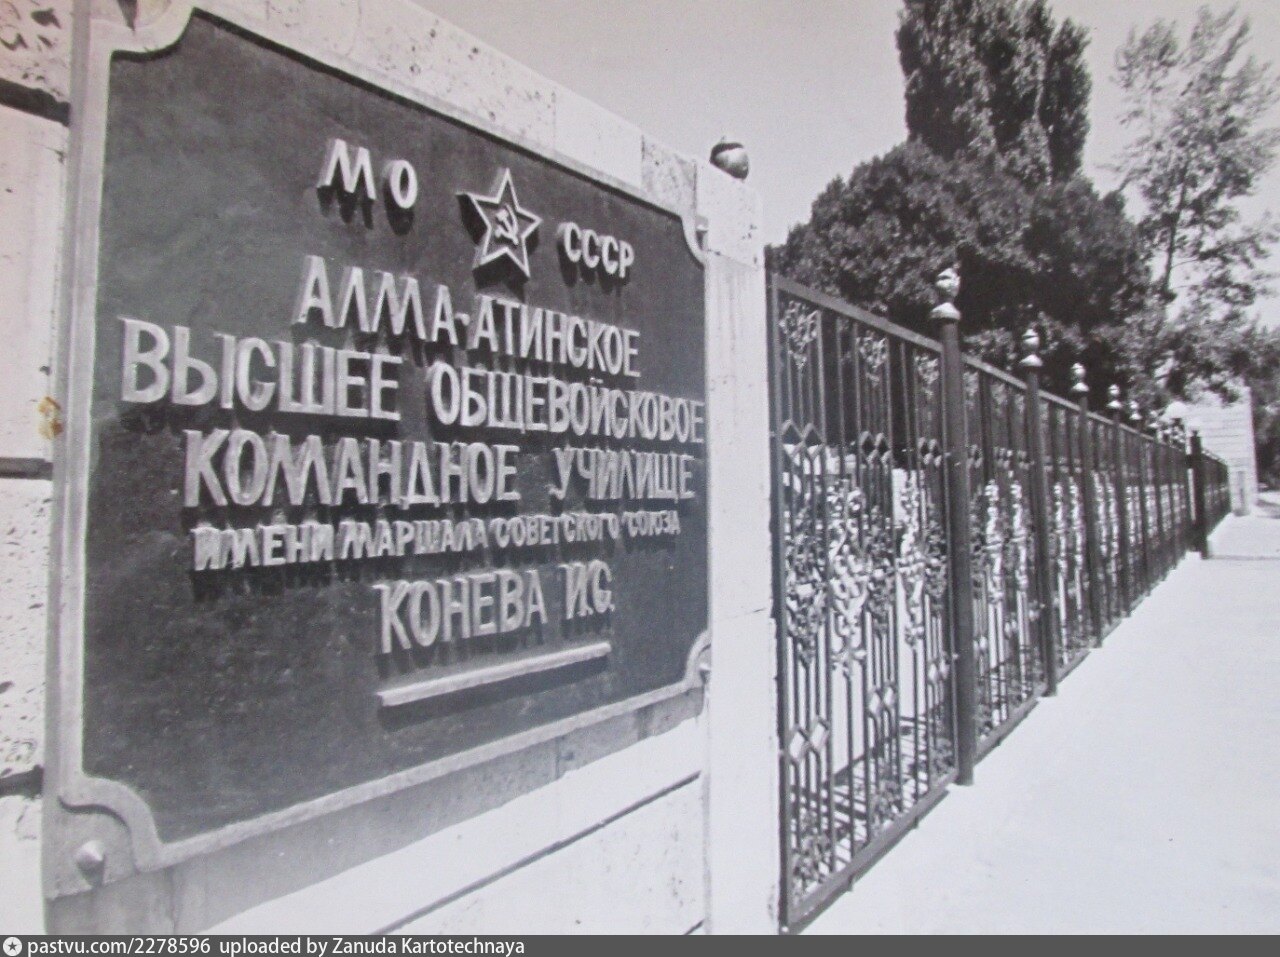 МО СССР
АЛМА-АТИНСКОЕ
ВЫСШЕЕ ОБЩЕВОЙСКОВОЕ
КОМАНДНОЕ УЧИЛИЩЕ
ИМЕНИ МАРШАЛА СОВЕТСКОГО СОЮЗА
КОНЕВА И.С.
pastvu.com/2278596 uploaded by Zanuda Kartotechnaya